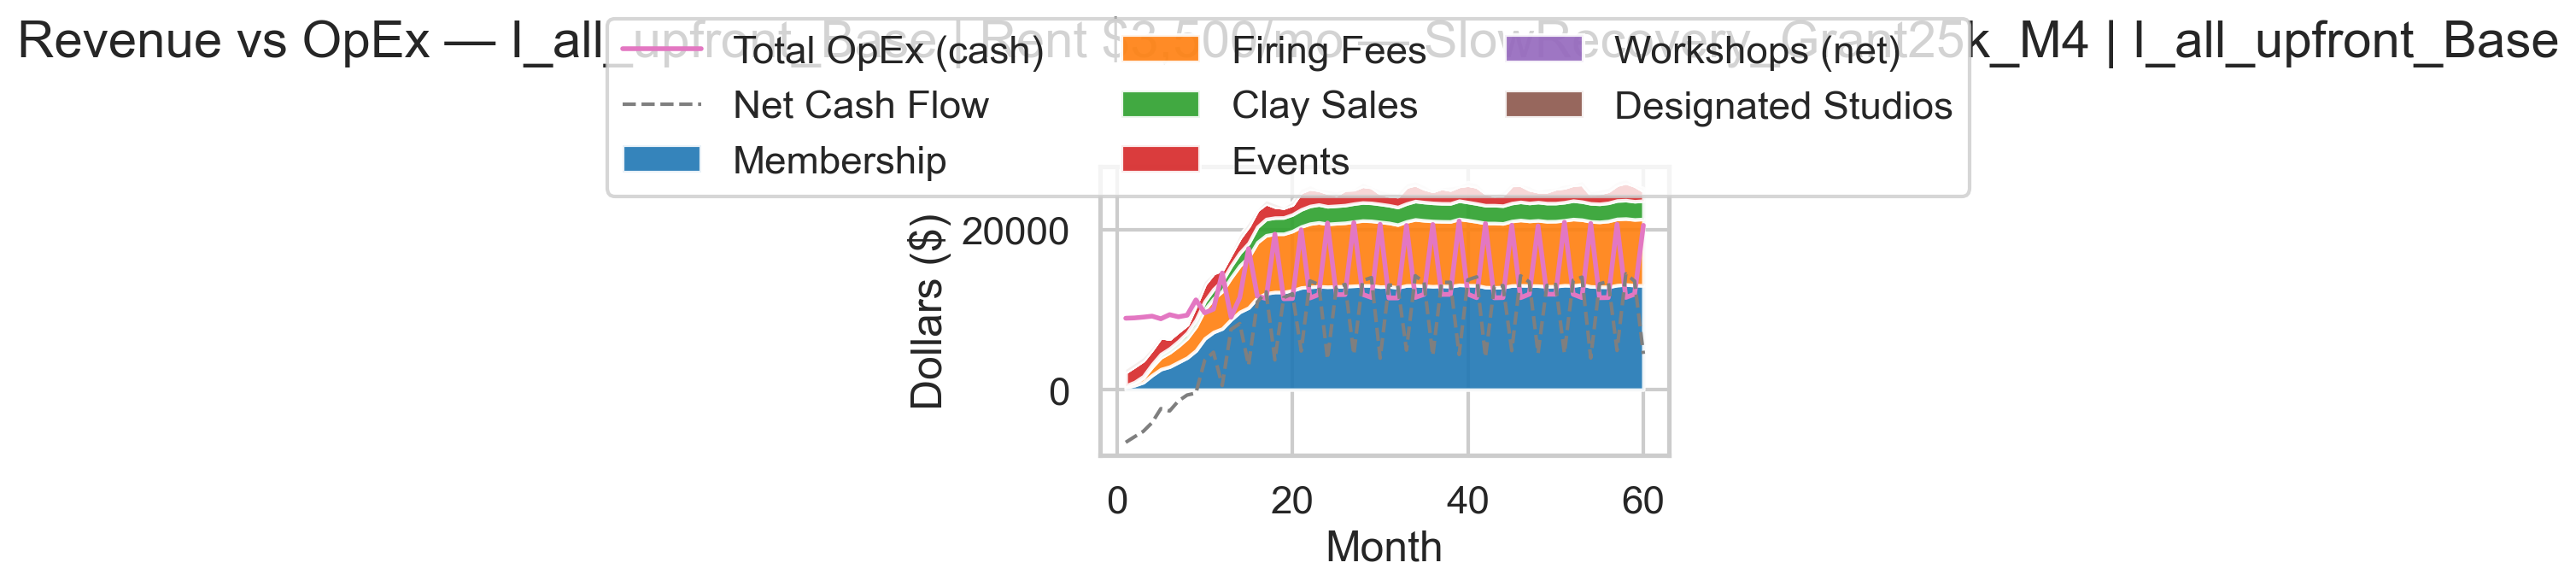 Revenue vs OpEx — I_all_upfront_Base | Rent $3,500/mo — SlowRecovery_Grant25k_M4 | I_all_upfront_Base
Total OpEx (cash)
Net Cash Flow
Membership
Firing Fees
Clay Sales
Events
Workshops (net)
Designated Studios
Dollars ($)
20000
0
0 20 40 60
Month